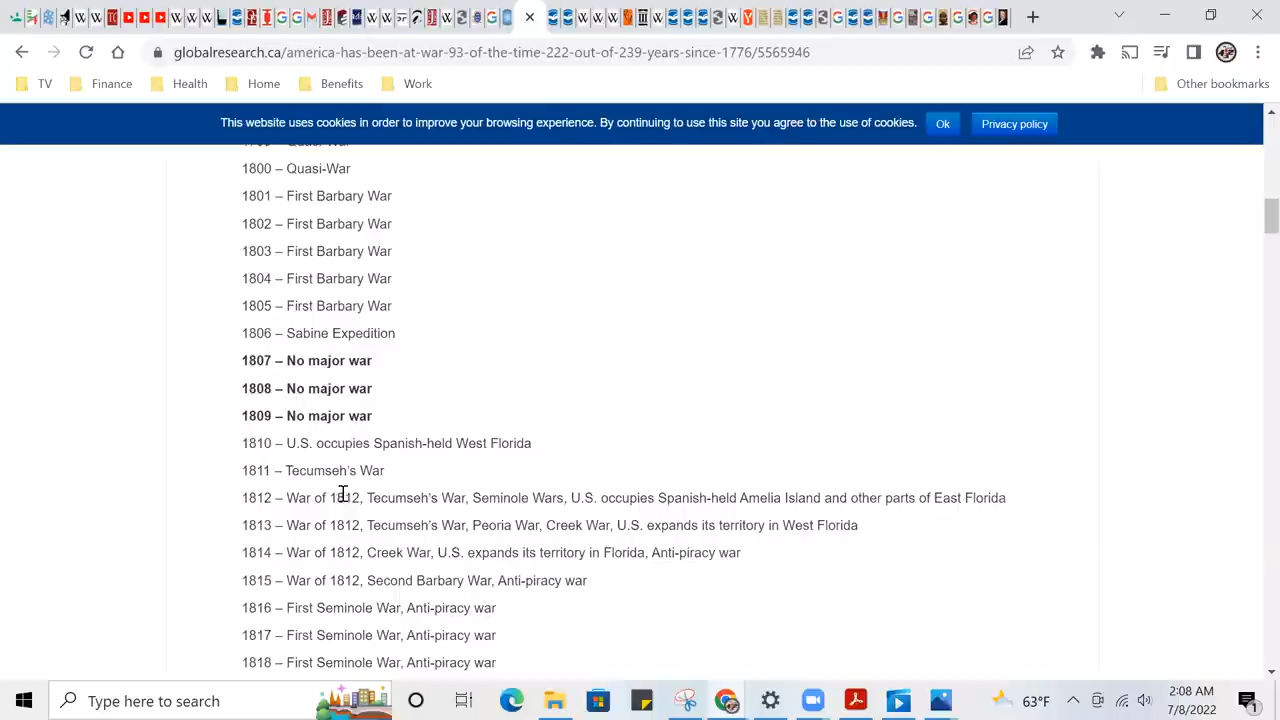 globalresearch.ca/america-has-been-at-war-93-of-the-time-222-out-of-239-years-since-1776/5565946
TV Finance Health Home Benefits Work Other bookmarks
This website uses cookies in order to improve your browsing experience. By continuing to use this site you agree to the use of cookies. Ok Privacy policy
1800 – Quasi-War
1801 – First Barbary War
1802 – First Barbary War
1803 – First Barbary War
1804 – First Barbary War
1805 – First Barbary War
1806 – Sabine Expedition
1807 – No major war
1808 – No major war
1809 – No major war
1810 – U.S. occupies Spanish-held West Florida
1811 – Tecumseh's War
1812 – War of 1812, Tecumseh's War, Seminole Wars, U.S. occupies Spanish-held Amelia Island and other parts of East Florida
1813 – War of 1812, Tecumseh's War, Peoria War, Creek War, U.S. expands its territory in West Florida
1814 – War of 1812, Creek War, U.S. expands its territory in Florida, Anti-piracy war
1815 – War of 1812, Second Barbary War, Anti-piracy war
1816 – First Seminole War, Anti-piracy war
1817 – First Seminole War, Anti-piracy war
1818 – First Seminole War, Anti-piracy war
Type here to search 63°F 2:08 AM
7/8/2022 1